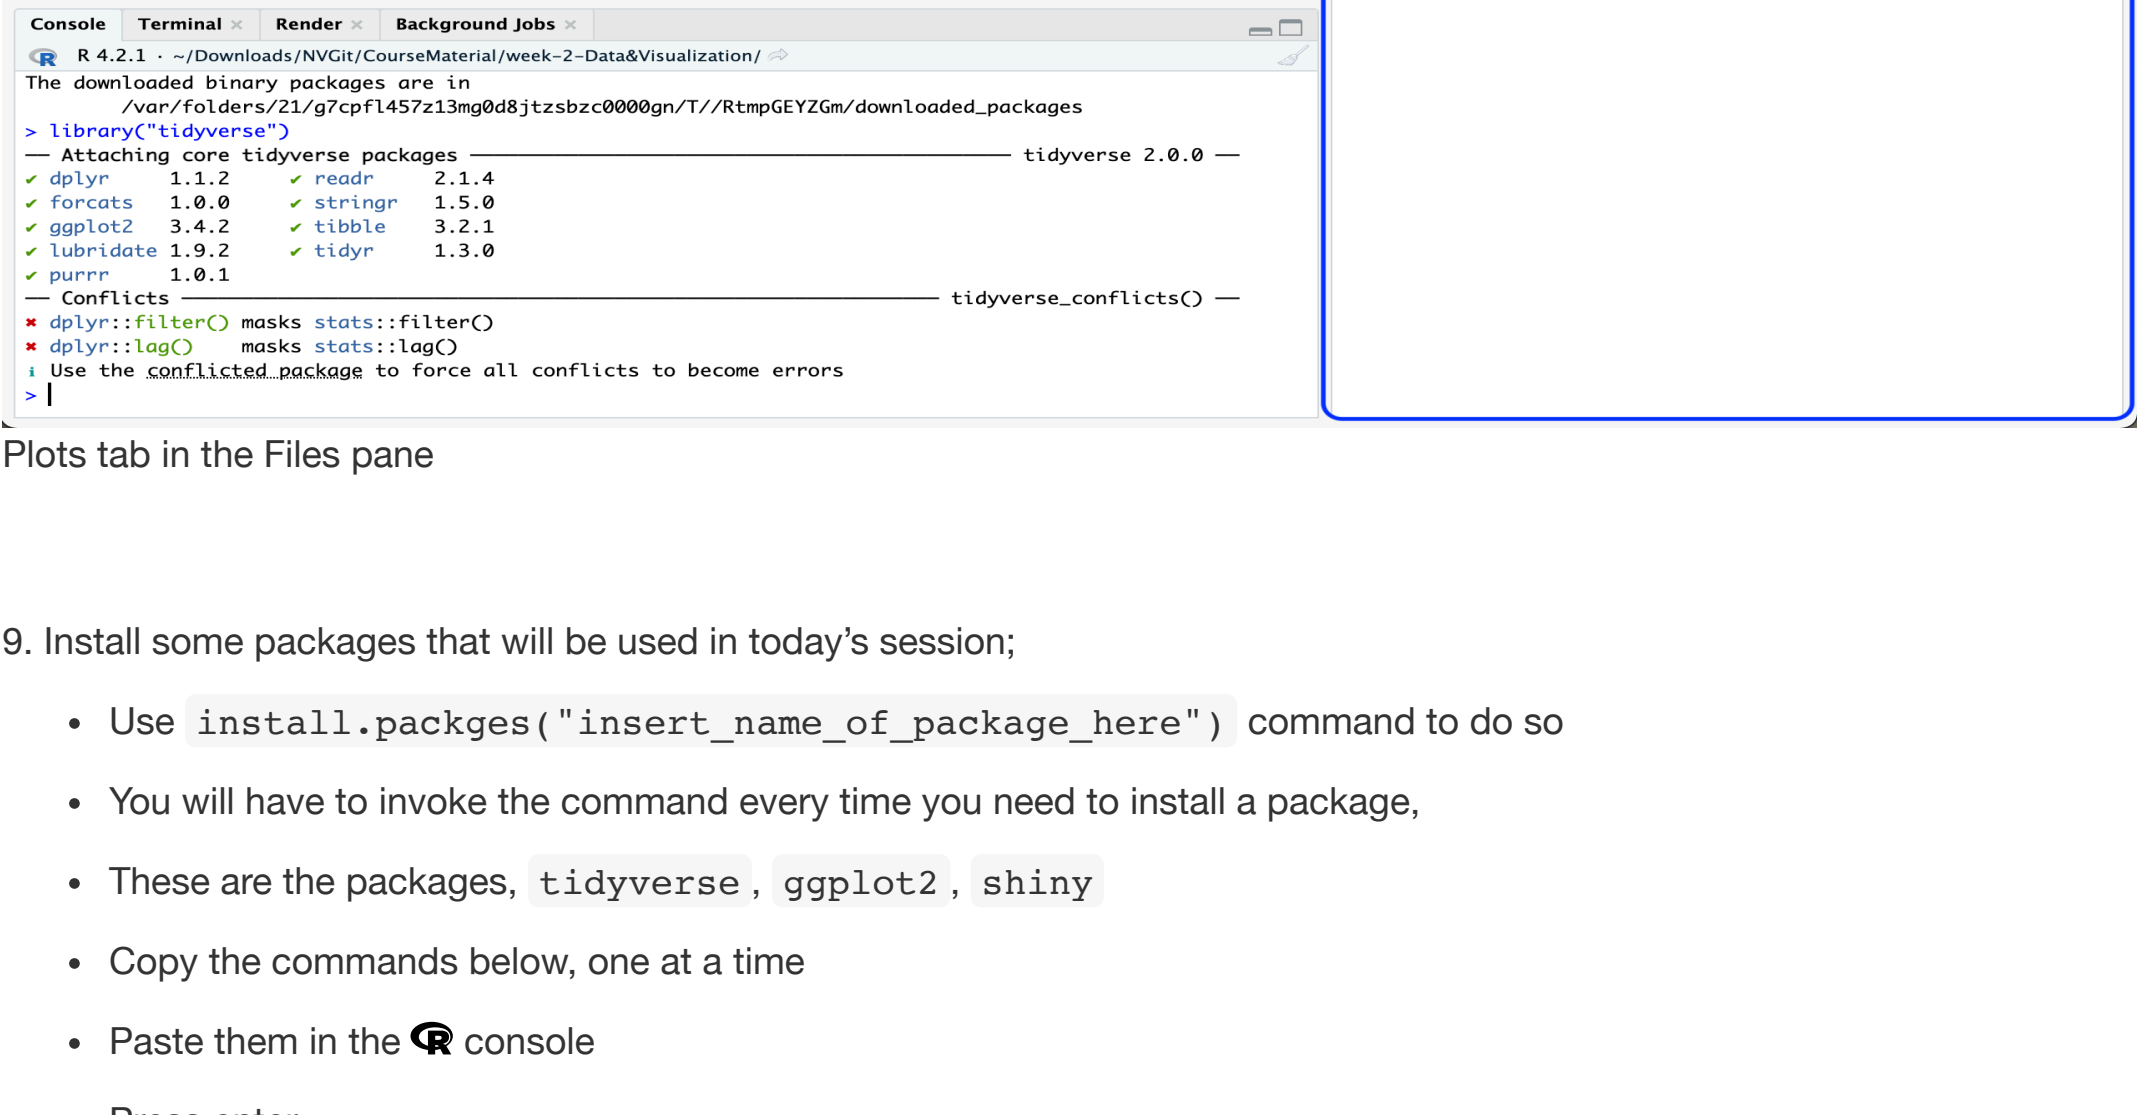 Console Terminal Render Background Jobs
R 4.2.1 · ~/Downloads/NVGit/CourseMaterial/week-2-Data&Visualization/
The downloaded binary packages are in
/var/folders/21/g7cpfl457z13mg0d8jtzsbzc0000gn/T//RtmpGEYZGm/downloaded_packages
> library("tidyverse")
── Attaching core tidyverse packages ── tidyverse 2.0.0 ──
✔ dplyr 1.1.2 ✔ readr 2.1.4
✔ forcats 1.0.0 ✔ stringr 1.5.0
✔ ggplot2 3.4.2 ✔ tibble 3.2.1
✔ lubridate 1.9.2 ✔ tidyr 1.3.0
✔ purrr 1.0.1
── Conflicts ── tidyverse_conflicts() ──
✖ dplyr::filter() masks stats::filter()
✖ dplyr::lag() masks stats::lag()
ℹ Use the conflicted package to force all conflicts to become errors
>
Plots tab in the Files pane
9. Install some packages that will be used in today’s session;
• Use install.packges("insert_name_of_package_here") command to do so
• You will have to invoke the command every time you need to install a package,
• These are the packages, tidyverse, ggplot2, shiny
• Copy the commands below, one at a time
• Paste them in the R console
Press enter